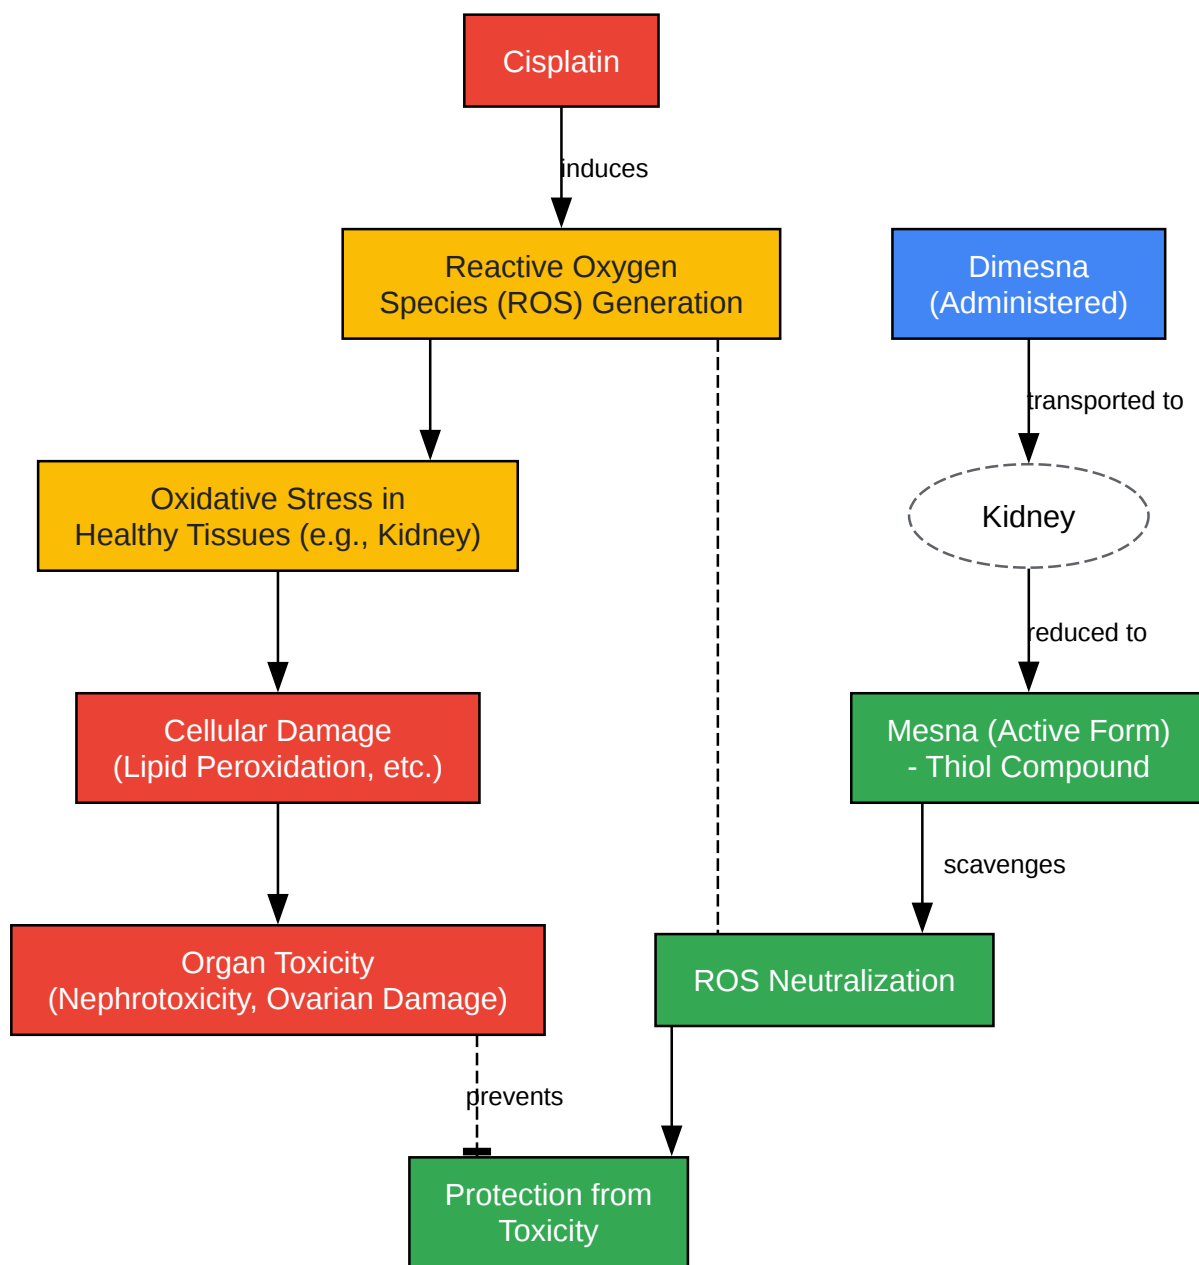 Cisplatin
induces
Reactive Oxygen
Species (ROS) Generation
Dimesna
(Administered)
transported to
Oxidative Stress in
Healthy Tissues (e.g., Kidney)
Kidney
reduced to
Cellular Damage
(Lipid Peroxidation, etc.)
Mesna (Active Form)
- Thiol Compound
scavenges
Organ Toxicity
(Nephrotoxicity, Ovarian Damage)
ROS Neutralization
prevents
Protection from
Toxicity